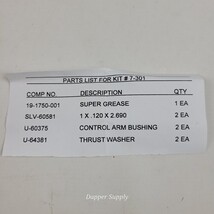 PARTS LIST FOR KIT # 7-301
COMP NO. DESCRIPTION QTY
19-1750-001 SUPER GREASE 1 EA
SLV-60581 1 X .120 X 2.690 2 EA
U-60375 CONTROL ARM BUSHING 2 EA
U-64381 THRUST WASHER 2 EA
Dapper Supply